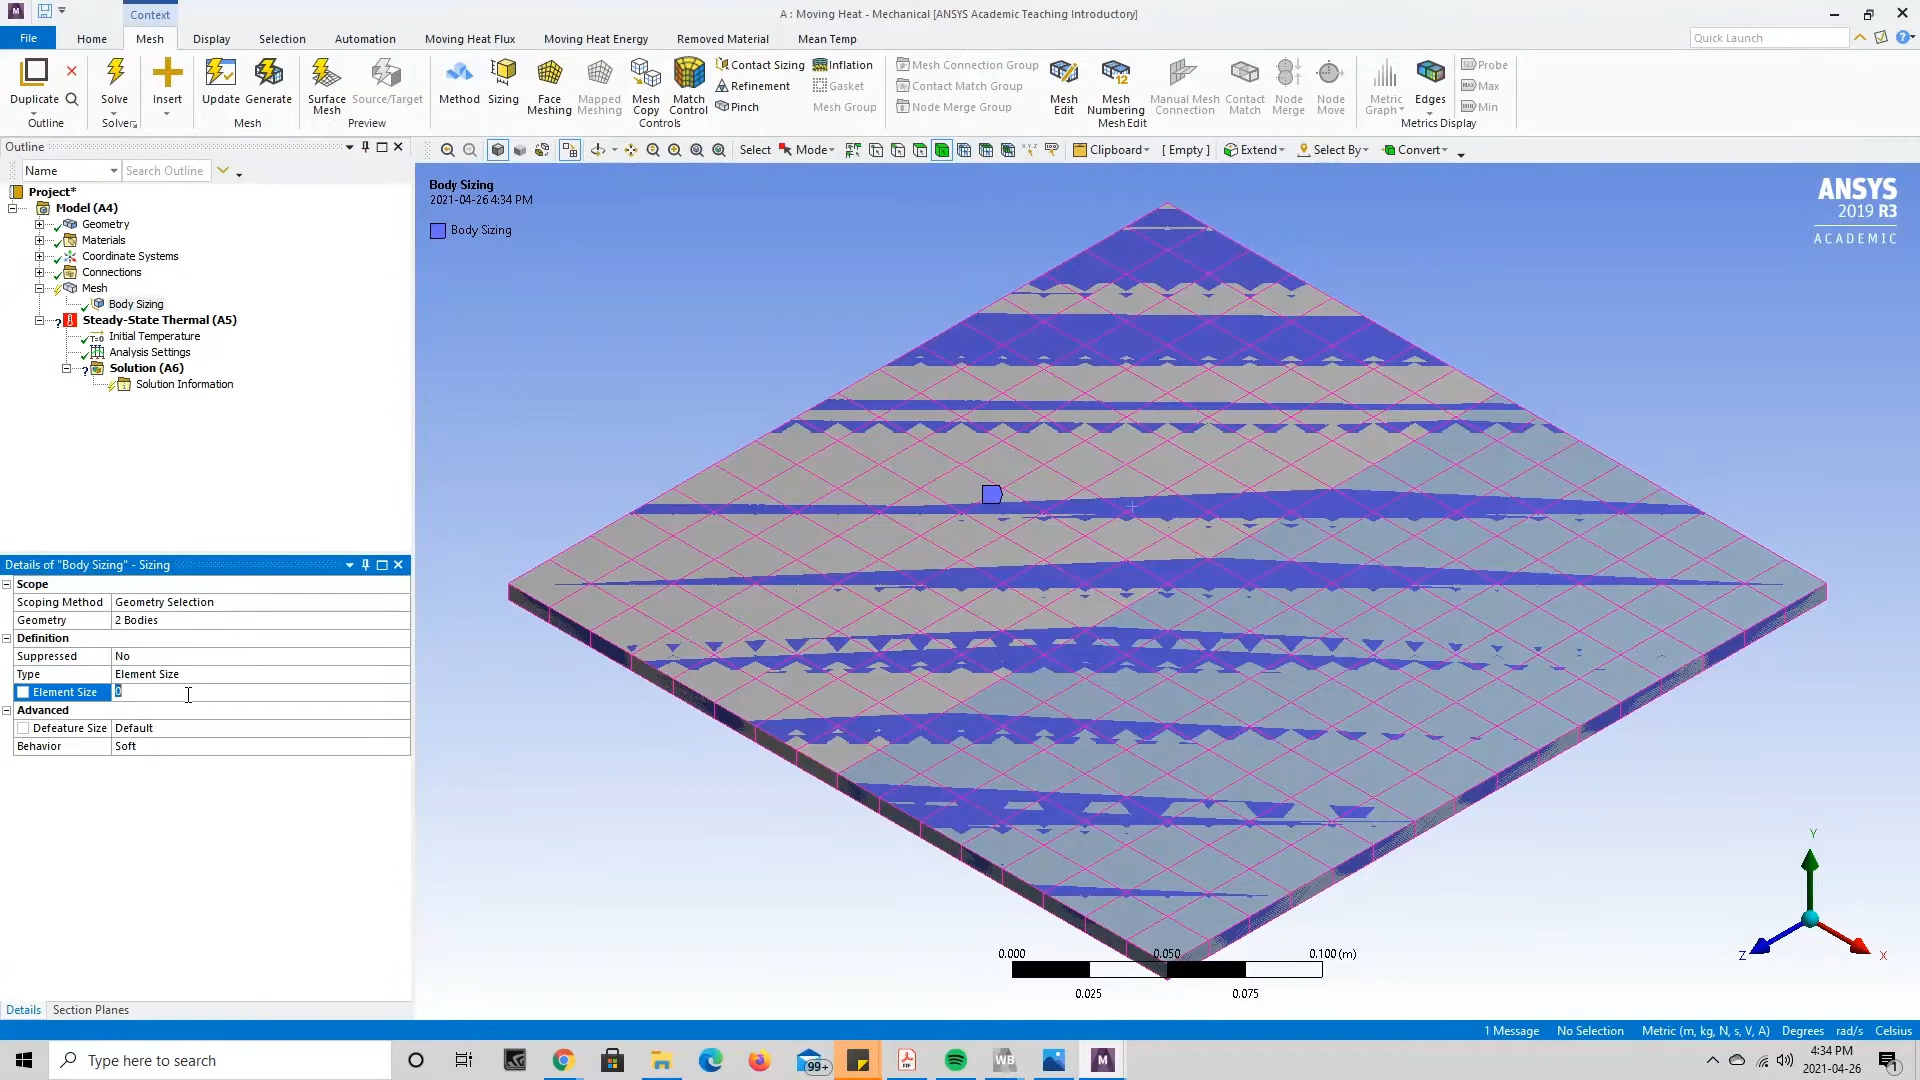 Context
A : Moving Heat - Mechanical [ANSYS Academic Teaching Introductory]
File Home Mesh Display Selection Automation Moving Heat Flux Moving Heat Energy Removed Material Mean Temp
Quick Launch
Duplicate
Outline
Solve
Solver
Insert
Update Generate
Mesh
Surface Mesh Source/Target
Preview
Method Sizing Face Meshing Mapped Meshing Mesh Copy Match Control
Contact Sizing Inflation
Refinement Gasket
Pinch Mesh Group
Controls
Mesh Connection Group
Contact Match Group
Node Merge Group
Mesh Edit Mesh Numbering Manual Mesh Connection Contact Match Node Merge Node Move
Mesh Edit
Metric Graph Edges
Probe
Max
Min
Metrics Display
Outline
Name Search Outline
Select Mode Clipboard [ Empty ] Extend Select By Convert
Project*
Model (A4)
Geometry
Materials
Coordinate Systems
Connections
Mesh
Body Sizing
Steady-State Thermal (A5)
T=0 Initial Temperature
Analysis Settings
Solution (A6)
Solution Information
Body Sizing
2021-04-26 4:34 PM
Body Sizing
ANSYS
2019 R3
ACADEMIC
Details of "Body Sizing" - Sizing
Scope
Scoping Method Geometry Selection
Geometry 2 Bodies
Definition
Suppressed No
Type Element Size
Element Size 0
Advanced
Defeature Size Default
Behavior Soft
0.000 0.050 0.100 (m)
0.025 0.075
Y
Z
X
Details Section Planes
1 Message No Selection Metric (m, kg, N, s, V, A) Degrees rad/s Celsius
Type here to search
99+
WB
M
4:34 PM
2021-04-26
1